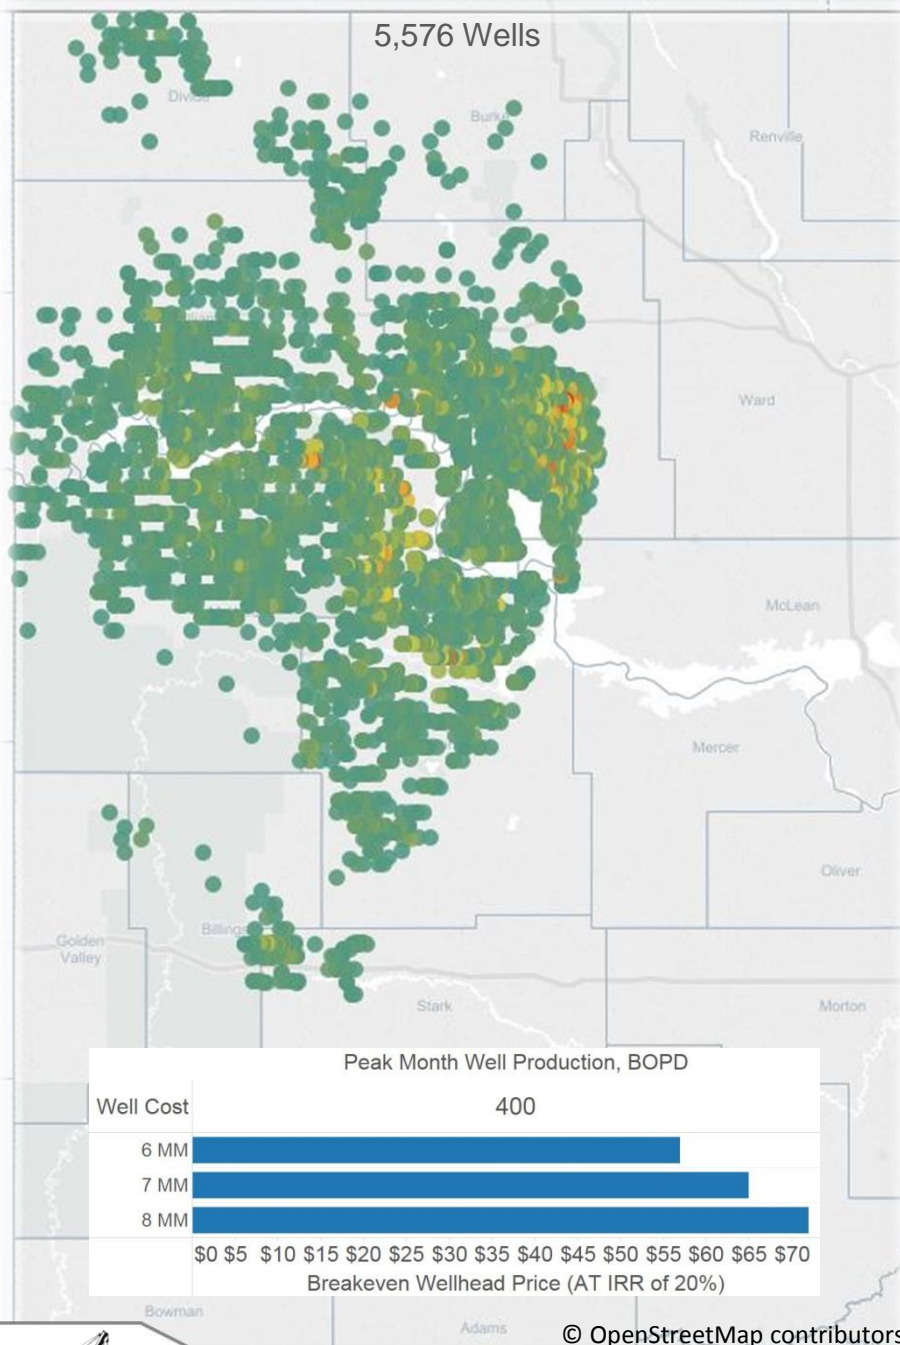 5,576 Wells
Divide
Burke
Renville
Ward
McLean
Mercer
Oliver
Golden
Valley
Billings
Stark
Morton
Peak Month Well Production, BOPD
Well Cost
400
6 MM
7 MM
8 MM
$0 $5 $10 $15 $20 $25 $30 $35 $40 $45 $50 $55 $60 $65 $70
Breakeven Wellhead Price (AT IRR of 20%)
Bowman
Adams
© OpenStreetMap contributors